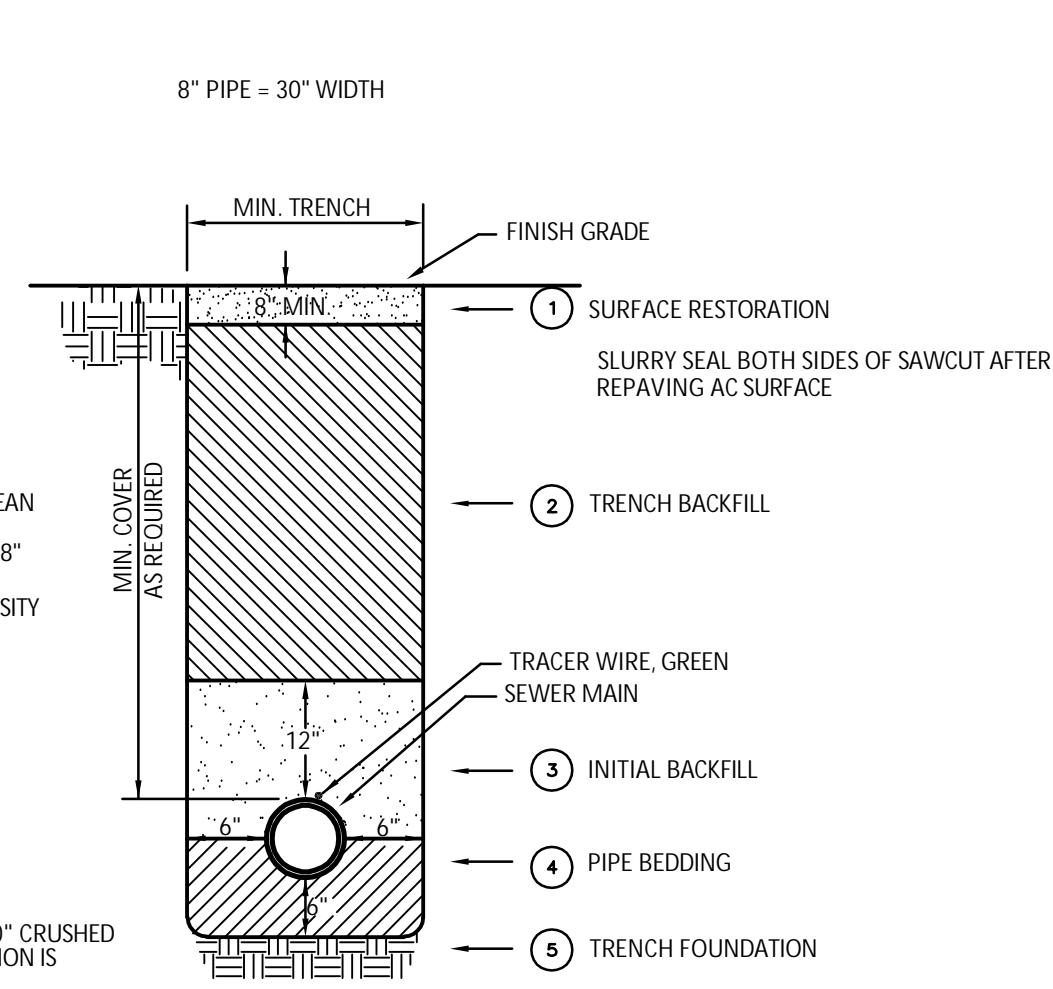 8" PIPE = 30" WIDTH
MIN. TRENCH
FINISH GRADE
8" MIN
1 SURFACE RESTORATION
SLURRY SEAL BOTH SIDES OF SAWCUT AFTER
REPAVING AC SURFACE
MIN. COVER
AS REQUIRED
EAN
8"
SITY
2 TRENCH BACKFILL
TRACER WIRE, GREEN
SEWER MAIN
12"
3 INITIAL BACKFILL
6"
6"
4 PIPE BEDDING
6"
0" CRUSHED
ION IS
5 TRENCH FOUNDATION